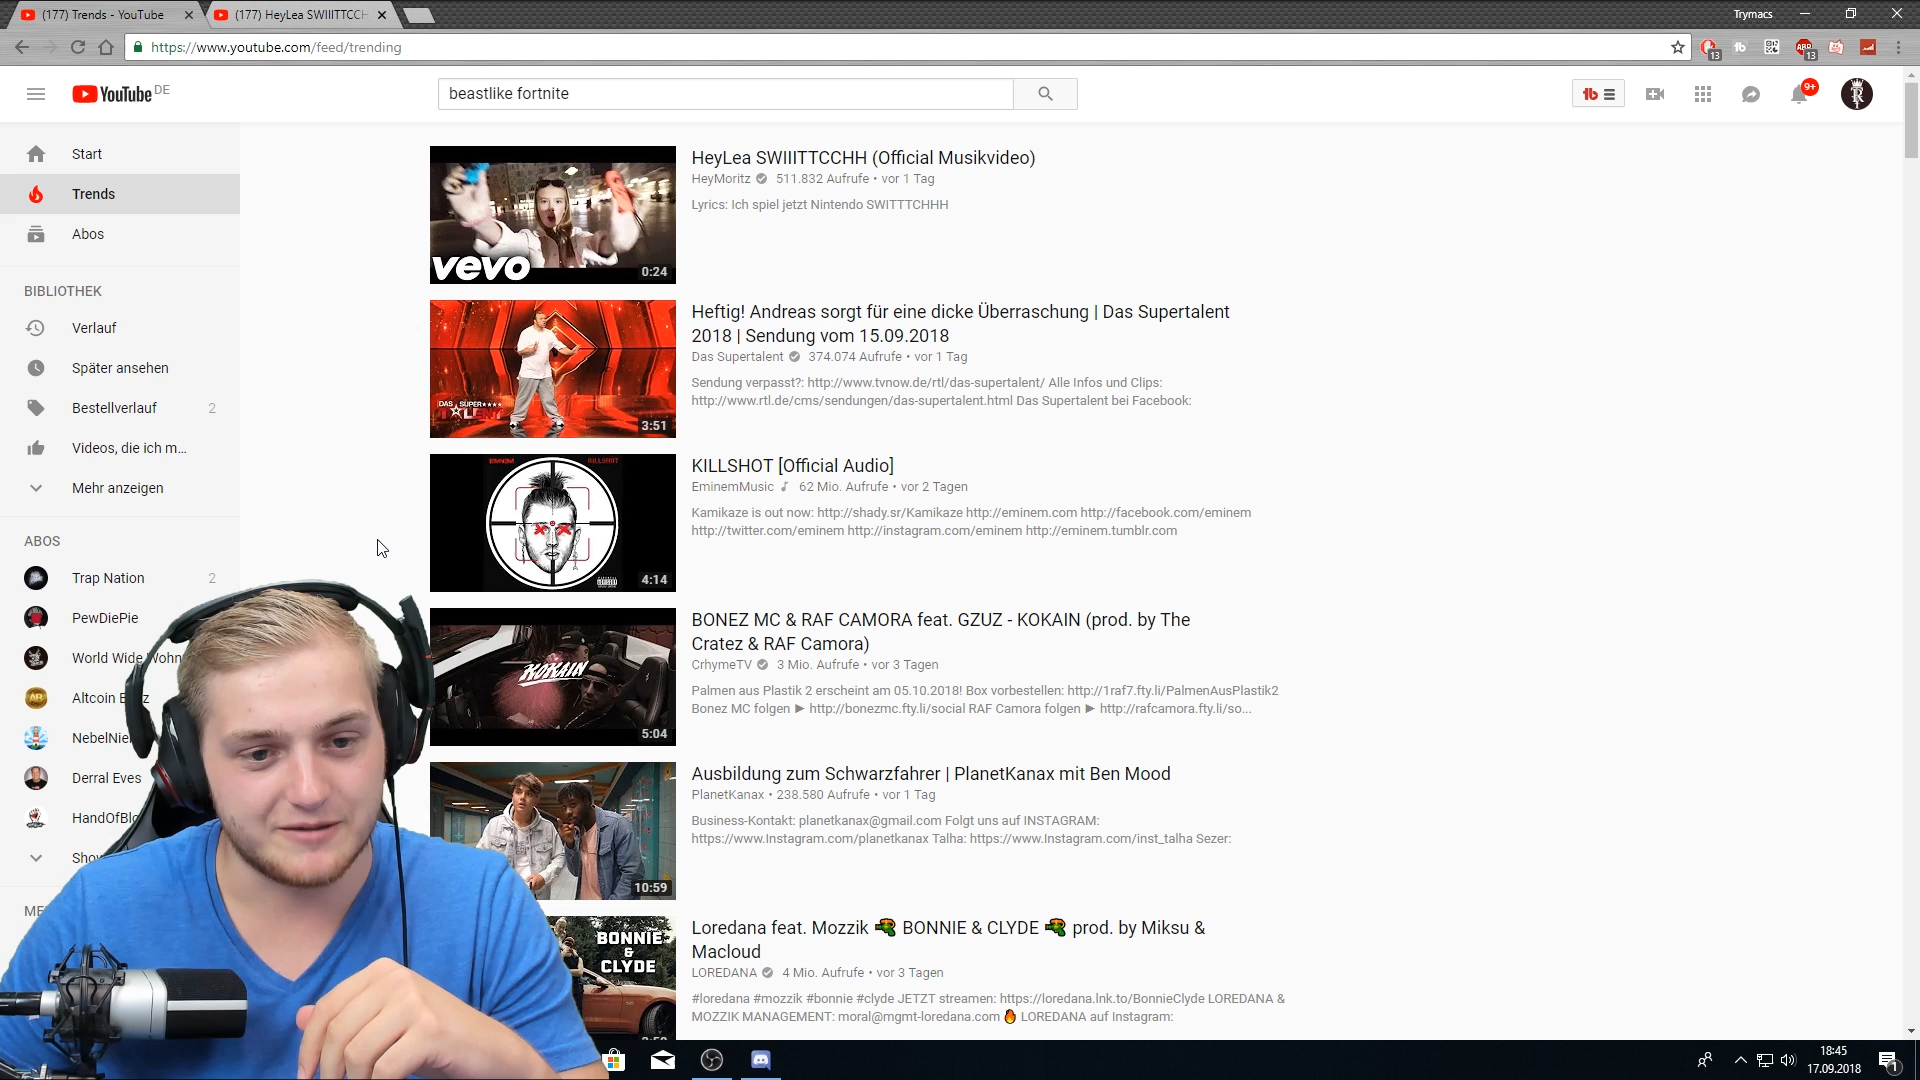 (177) Trends - YouTube
(177) HeyLea SWIIITTCCH
Trymacs
https://www.youtube.com/feed/trending
13
13
YouTube DE
beastlike fortnite
9+
Start
Trends
Abos
BIBLIOTHEK
Verlauf
Später ansehen
Bestellverlauf 2
Videos, die ich m...
Mehr anzeigen
ABOS
Trap Nation 2
PewDiePie
World Wide Wohn
Altcoin
NebelNie
Derral Eves
HandOfBlo
HeyLea SWIIITTCCHH (Official Musikvideo)
HeyMoritz 511.832 Aufrufe • vor 1 Tag
Lyrics: Ich spiel jetzt Nintendo SWITTTCHHH
vevo
0:24
Heftig! Andreas sorgt für eine dicke Überraschung | Das Supertalent
2018 | Sendung vom 15.09.2018
Das Supertalent 374.074 Aufrufe • vor 1 Tag
Sendung verpasst?: http://www.tvnow.de/rtl/das-supertalent/ Alle Infos und Clips:
http://www.rtl.de/cms/sendungen/das-supertalent.html Das Supertalent bei Facebook:
3:51
KILLSHOT [Official Audio]
EminemMusic 62 Mio. Aufrufe • vor 2 Tagen
Kamikaze is out now: http://shady.sr/Kamikaze http://eminem.com http://facebook.com/eminem
http://twitter.com/eminem http://instagram.com/eminem http://eminem.tumblr.com
EMINEM KILLSHOT
4:14
BONEZ MC & RAF CAMORA feat. GZUZ - KOKAIN (prod. by The
Cratez & RAF Camora)
CrhymeTV 3 Mio. Aufrufe • vor 3 Tagen
Palmen aus Plastik 2 erscheint am 05.10.2018! Box vorbestellen: http://1raf7.fty.li/PalmenAusPlastik2
Bonez MC folgen ► http://bonezmc.fty.li/social RAF Camora folgen ► http://rafcamora.fty.li/so...
KOKAIN
5:04
Ausbildung zum Schwarzfahrer | PlanetKanax mit Ben Mood
PlanetKanax • 238.580 Aufrufe • vor 1 Tag
Business-Kontakt: planetkanax@gmail.com Folgt uns auf INSTAGRAM:
https://www.Instagram.com/planetkanax Talha: https://www.Instagram.com/inst_talha Sezer:
10:59
Loredana feat. Mozzik 🔫 BONNIE & CLYDE 🔫 prod. by Miksu &
Macloud
LOREDANA 4 Mio. Aufrufe • vor 3 Tagen
#loredana #mozzik #bonnie #clyde JETZT streamen: https://loredana.lnk.to/BonnieClyde LOREDANA &
MOZZIK MANAGEMENT: moral@mgmt-loredana.com 🔥 LOREDANA auf Instagram:
BONNIE
&
CLYDE
18:45
17.09.2018
1